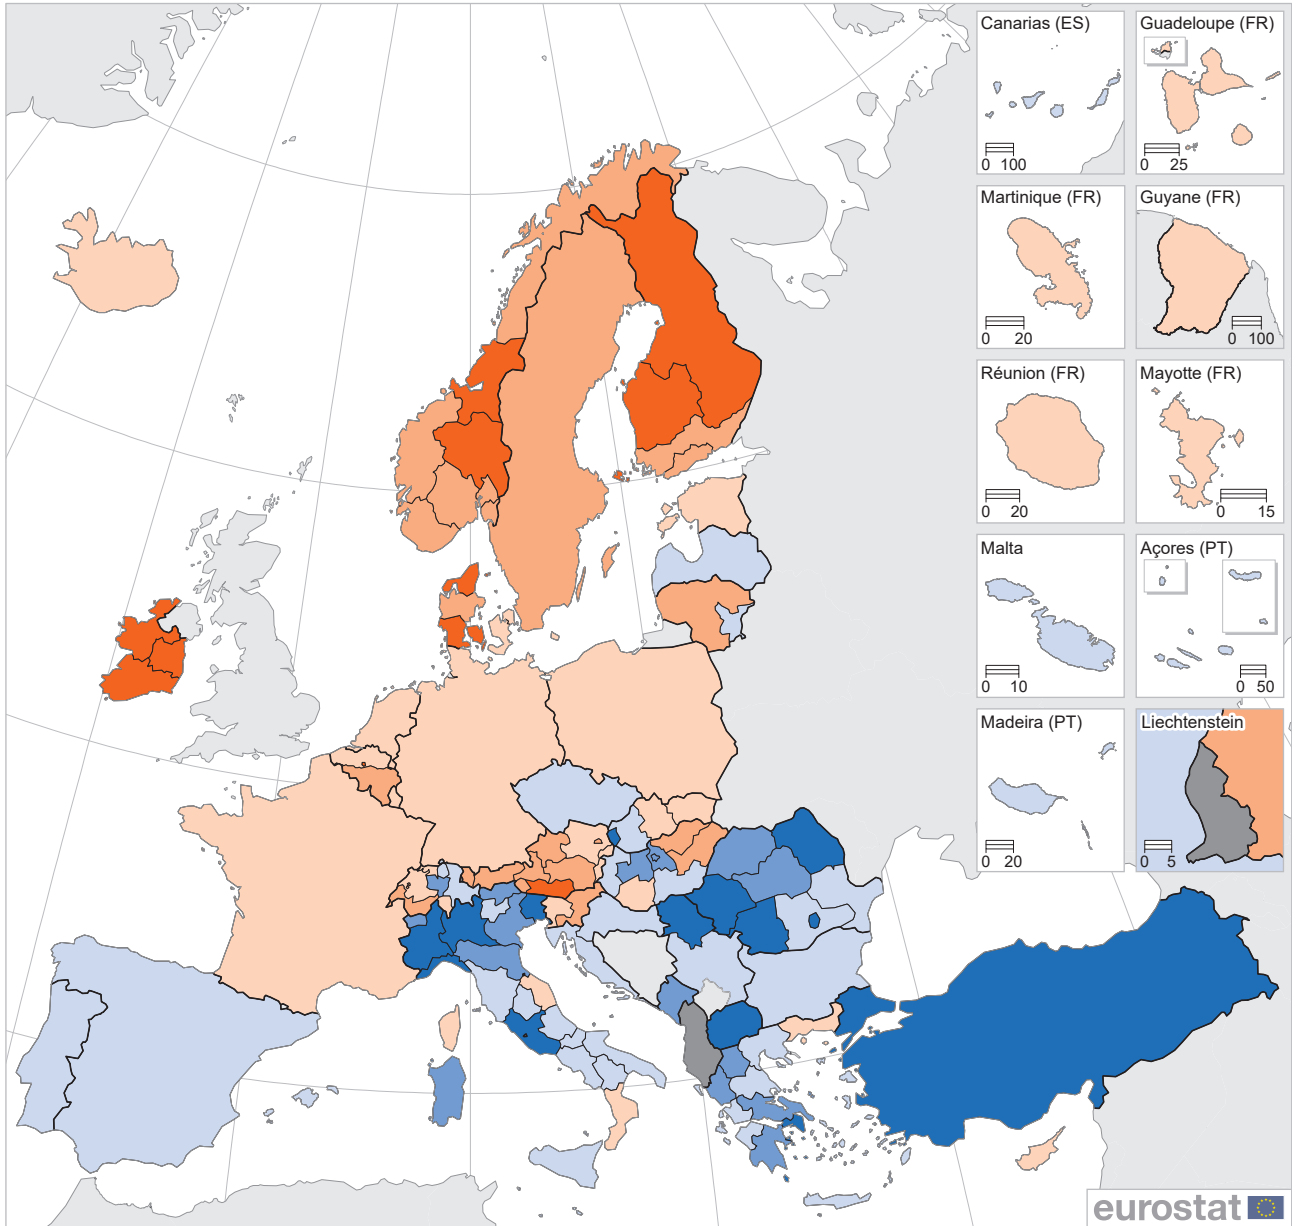 Canarias (ES)
0 100
Guadeloupe (FR)
0 25
Martinique (FR)
0 20
Guyane (FR)
0 100
Réunion (FR)
0 20
Mayotte (FR)
0 15
Malta
0 10
Açores (PT)
0 50
Madeira (PT)
0 20
Liechtenstein
0 5
eurostat